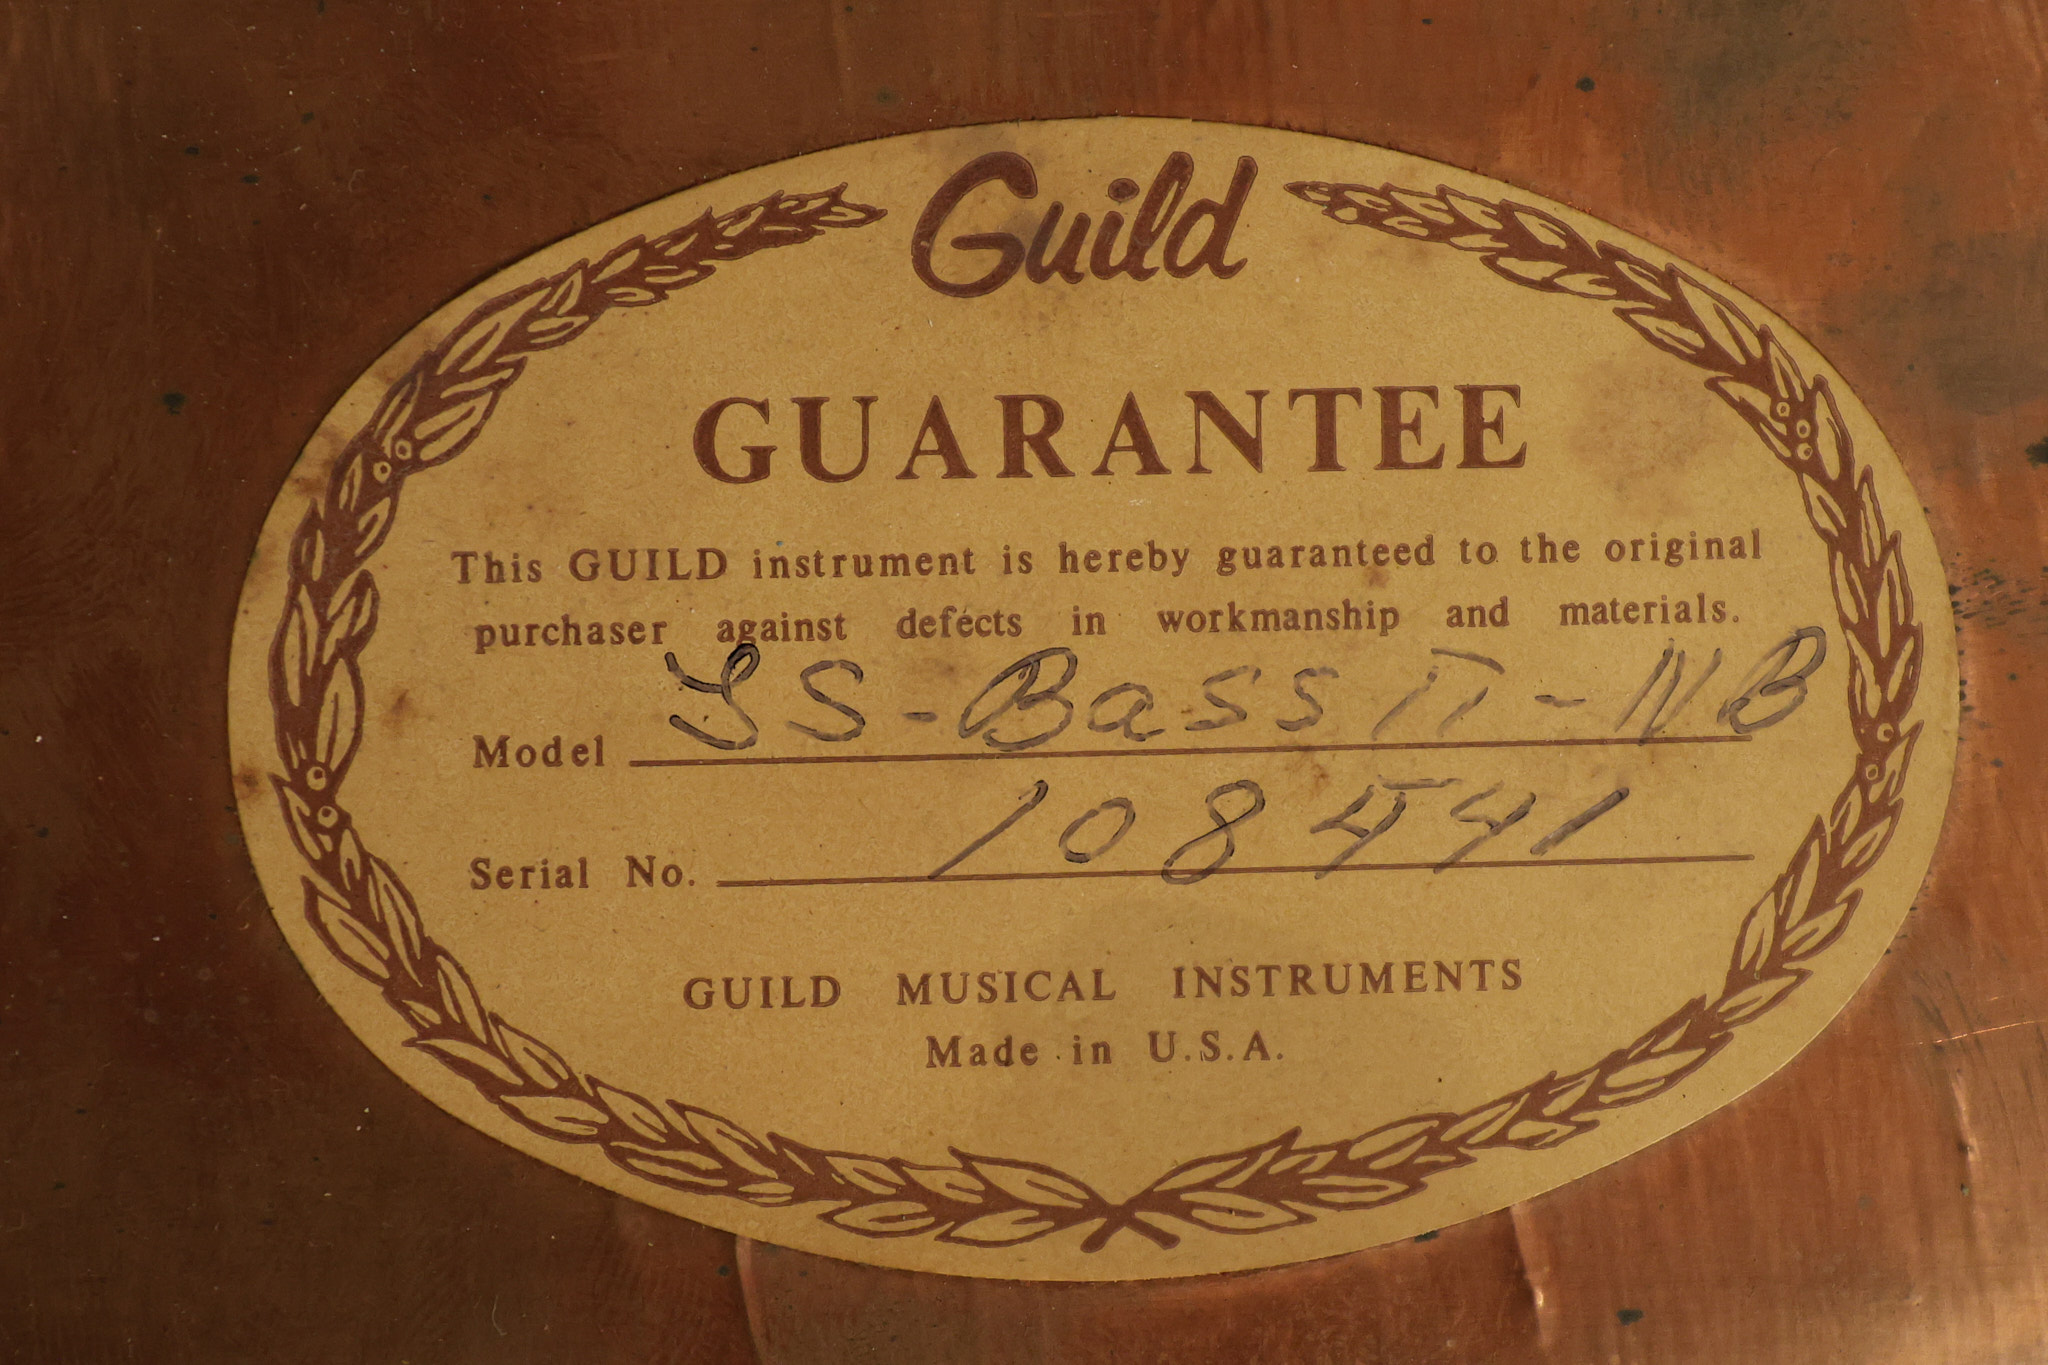 Guild
GUARANTEE
This GUILD instrument is hereby guaranteed to the original
purchaser against defects in workmanship and materials.
Model JS-Bass II-NB
Serial No. 108441
GUILD MUSICAL INSTRUMENTS
Made in U.S.A.